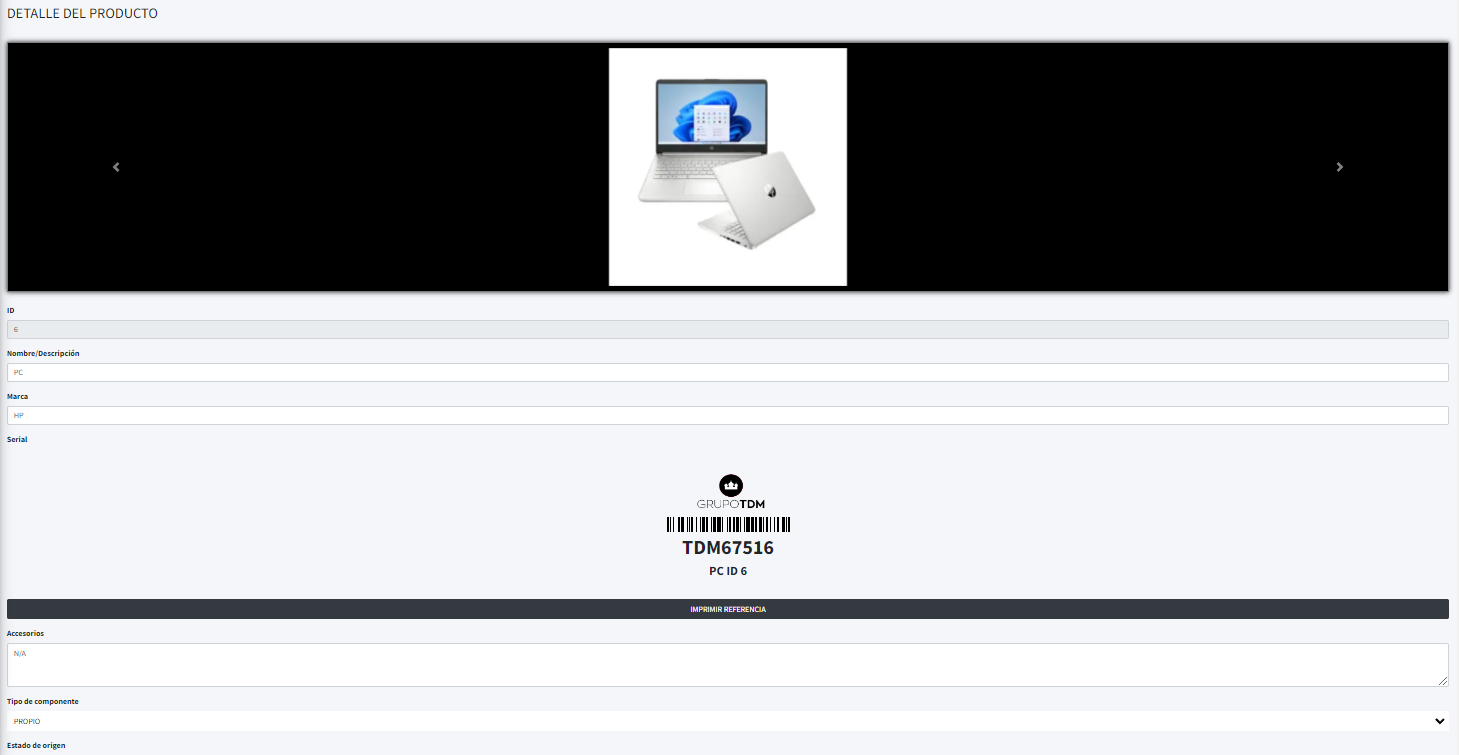 DETALLE DEL PRODUCTO
ID
6
Nombre/Descripción
PC
Marca
HP
Serial
GRUPOTDM
TDM67516
PC ID 6
IMPRIMIR REFERENCIA
Accesorios
N/A
Tipo de componente
PROPIO
Estado de origen